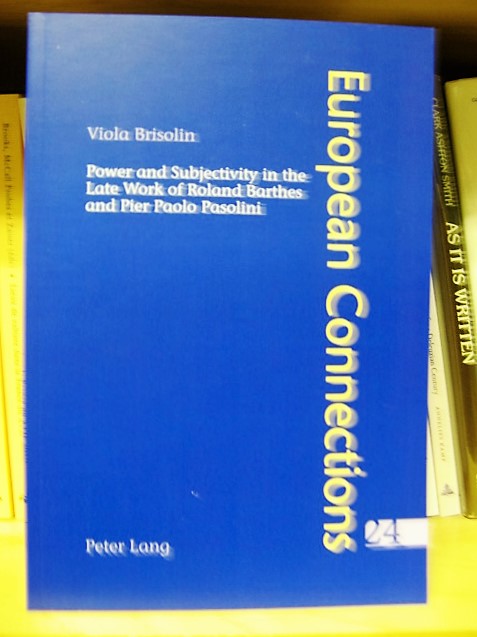 Viola Brisolin
Power and Subjectivity in the
Late Work of Roland Barthes
and Pier Paolo Pasolini
European Connections
24
Peter Lang
CLARK ASHTON SMITH
AS IT IS WRITTEN